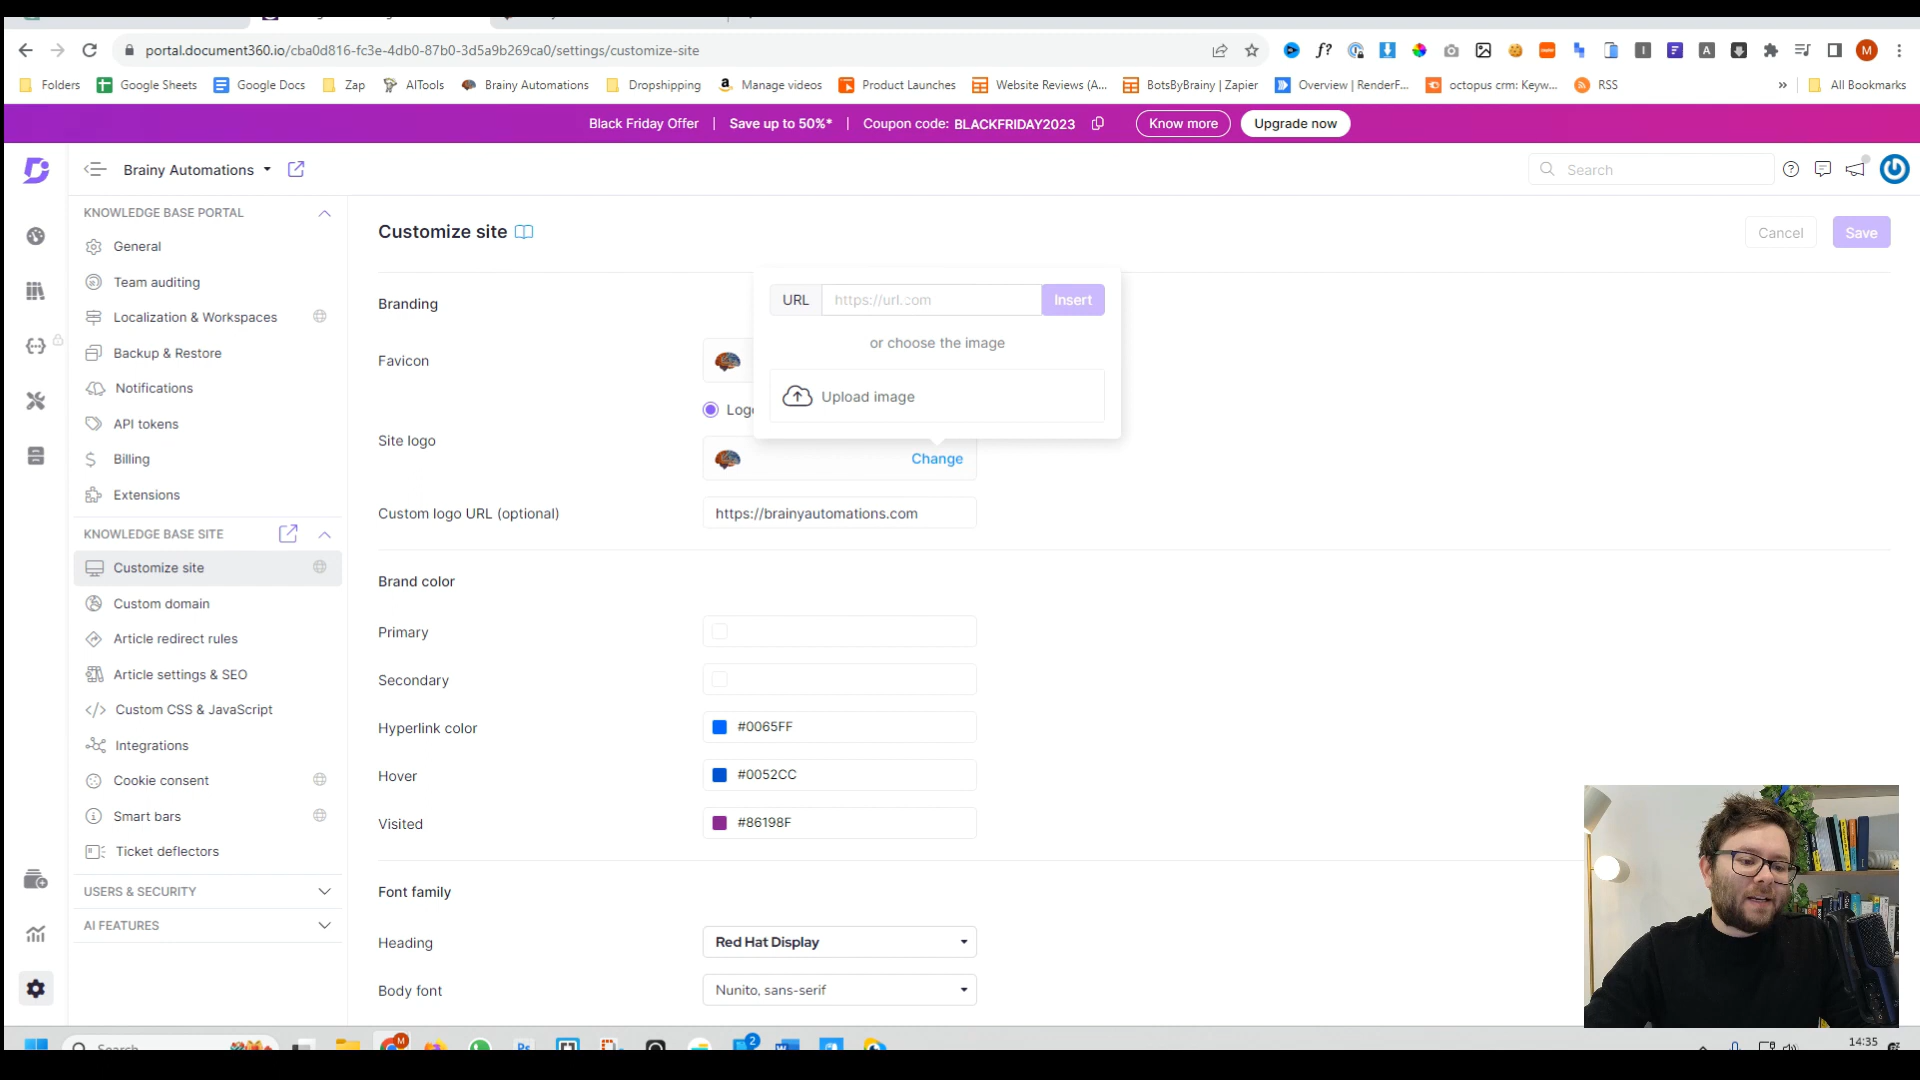 portal.document360.io/cba0d816-fc3e-4db0-87b0-3d5a9b269ca0/settings/customize-site
f?
M
Folders Google Sheets Google Docs Zap AITools Brainy Automations Dropshipping Manage videos Product Launches Website Reviews (A... BotsByBrainy | Zapier Overview | RenderF... octopus crm: Keyw... RSS » All Bookmarks
Black Friday Offer | Save up to 50%* | Coupon code: BLACKFRIDAY2023 Know more Upgrade now
Brainy Automations
Search
KNOWLEDGE BASE PORTAL
General
Team auditing
Localization & Workspaces
Backup & Restore
Notifications
API tokens
Billing
Extensions
KNOWLEDGE BASE SITE
Customize site
Custom domain
Article redirect rules
Article settings & SEO
Custom CSS & JavaScript
Integrations
Cookie consent
Smart bars
Ticket deflectors
USERS & SECURITY
AI FEATURES
Customize site
Cancel Save
Branding
URL https://url.com Insert
or choose the image
Upload image
Favicon
Logo
Site logo
Change
Custom logo URL (optional) https://brainyautomations.com
Brand color
Primary
Secondary
Hyperlink color #0065FF
Hover #0052CC
Visited #86198F
Font family
Heading Red Hat Display
Body font Nunito, sans-serif
Search
M
Ps
2
14:35